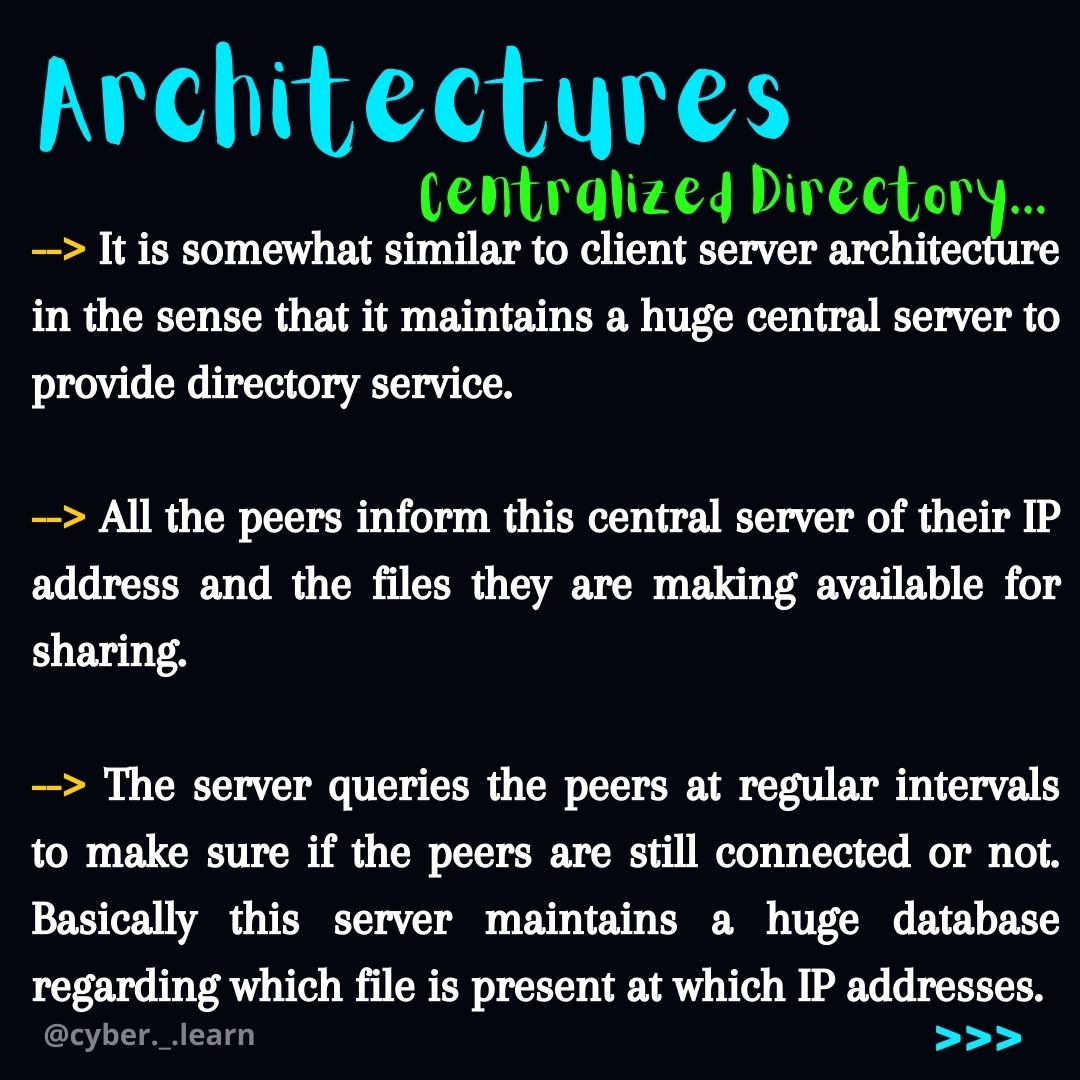 Architectures
Centralized Directory...
--> It is somewhat similar to client server architecture
in the sense that it maintains a huge central server to
provide directory service.
--> All the peers inform this central server of their IP
address and the files they are making available for
sharing.
--> The server queries the peers at regular intervals
to make sure if the peers are still connected or not.
Basically this server maintains a huge database
regarding which file is present at which IP addresses.
@cyber._.learn
>>>